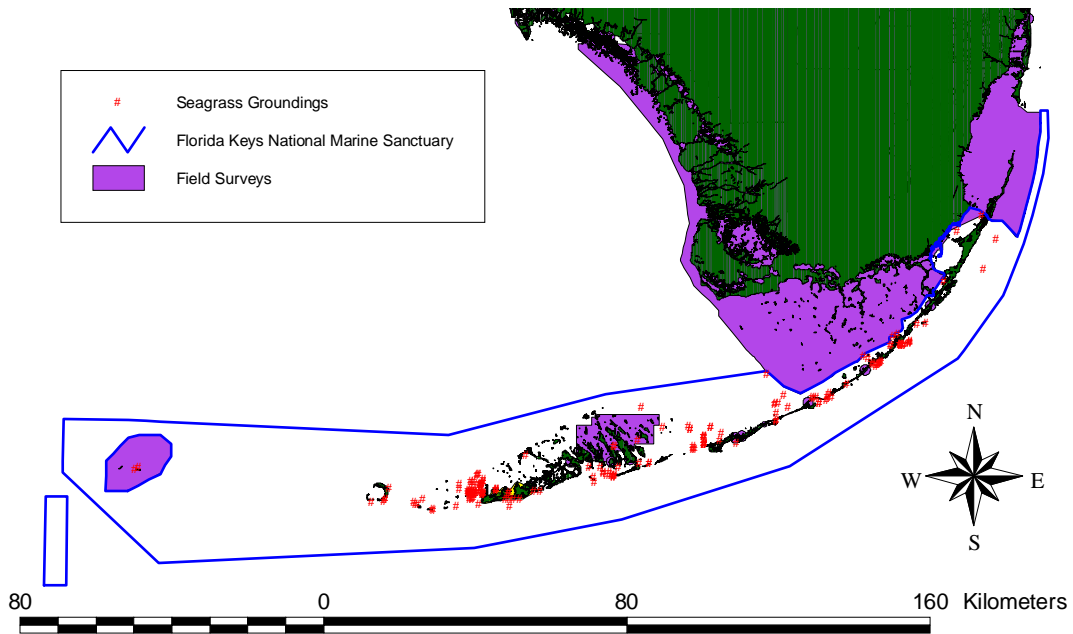 # Seagrass Groundings
Florida Keys National Marine Sanctuary
Field Surveys
N
W E
S
80 0 80 160 Kilometers